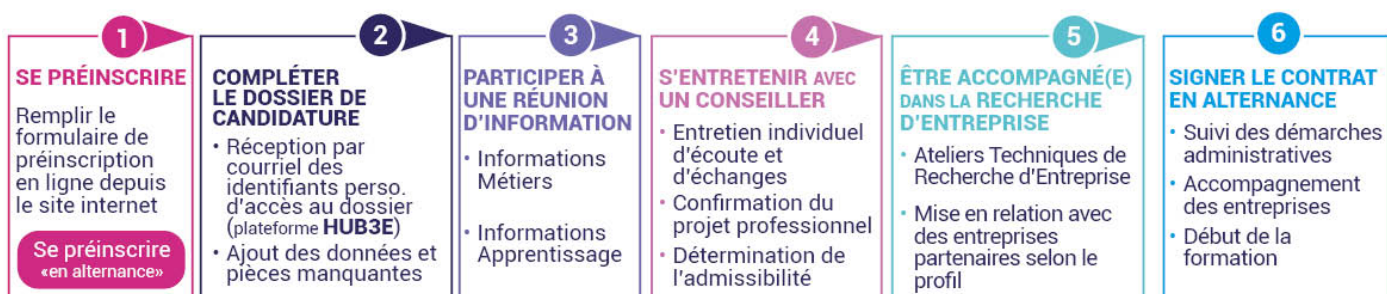 1
SE PRÉINSCRIRE
Remplir le
formulaire de
préinscription
en ligne depuis
le site internet
Se préinscrire
«en alternance»
2
COMPLÉTER
LE DOSSIER DE
CANDIDATURE
• Réception par
courriel des
identifiants perso.
d'accès au dossier
(plateforme HUB3E)
• Ajout des données et
pièces manquantes
3
PARTICIPER À
UNE RÉUNION
D'INFORMATION
• Informations
Métiers
• Informations
Apprentissage
4
S'ENTRETENIR AVEC
UN CONSEILLER
• Entretien individuel
d'écoute et
d'échanges
• Confirmation du
projet professionnel
• Détermination de
l'admissibilité
5
ÊTRE ACCOMPAGNÉ(E)
DANS LA RECHERCHE
D'ENTREPRISE
• Ateliers Techniques de
Recherche d'Entreprise
• Mise en relation avec
des entreprises
partenaires selon le
profil
6
SIGNER LE CONTRAT
EN ALTERNANCE
• Suivi des démarches
administratives
• Accompagnement
des entreprises
• Début de la
formation